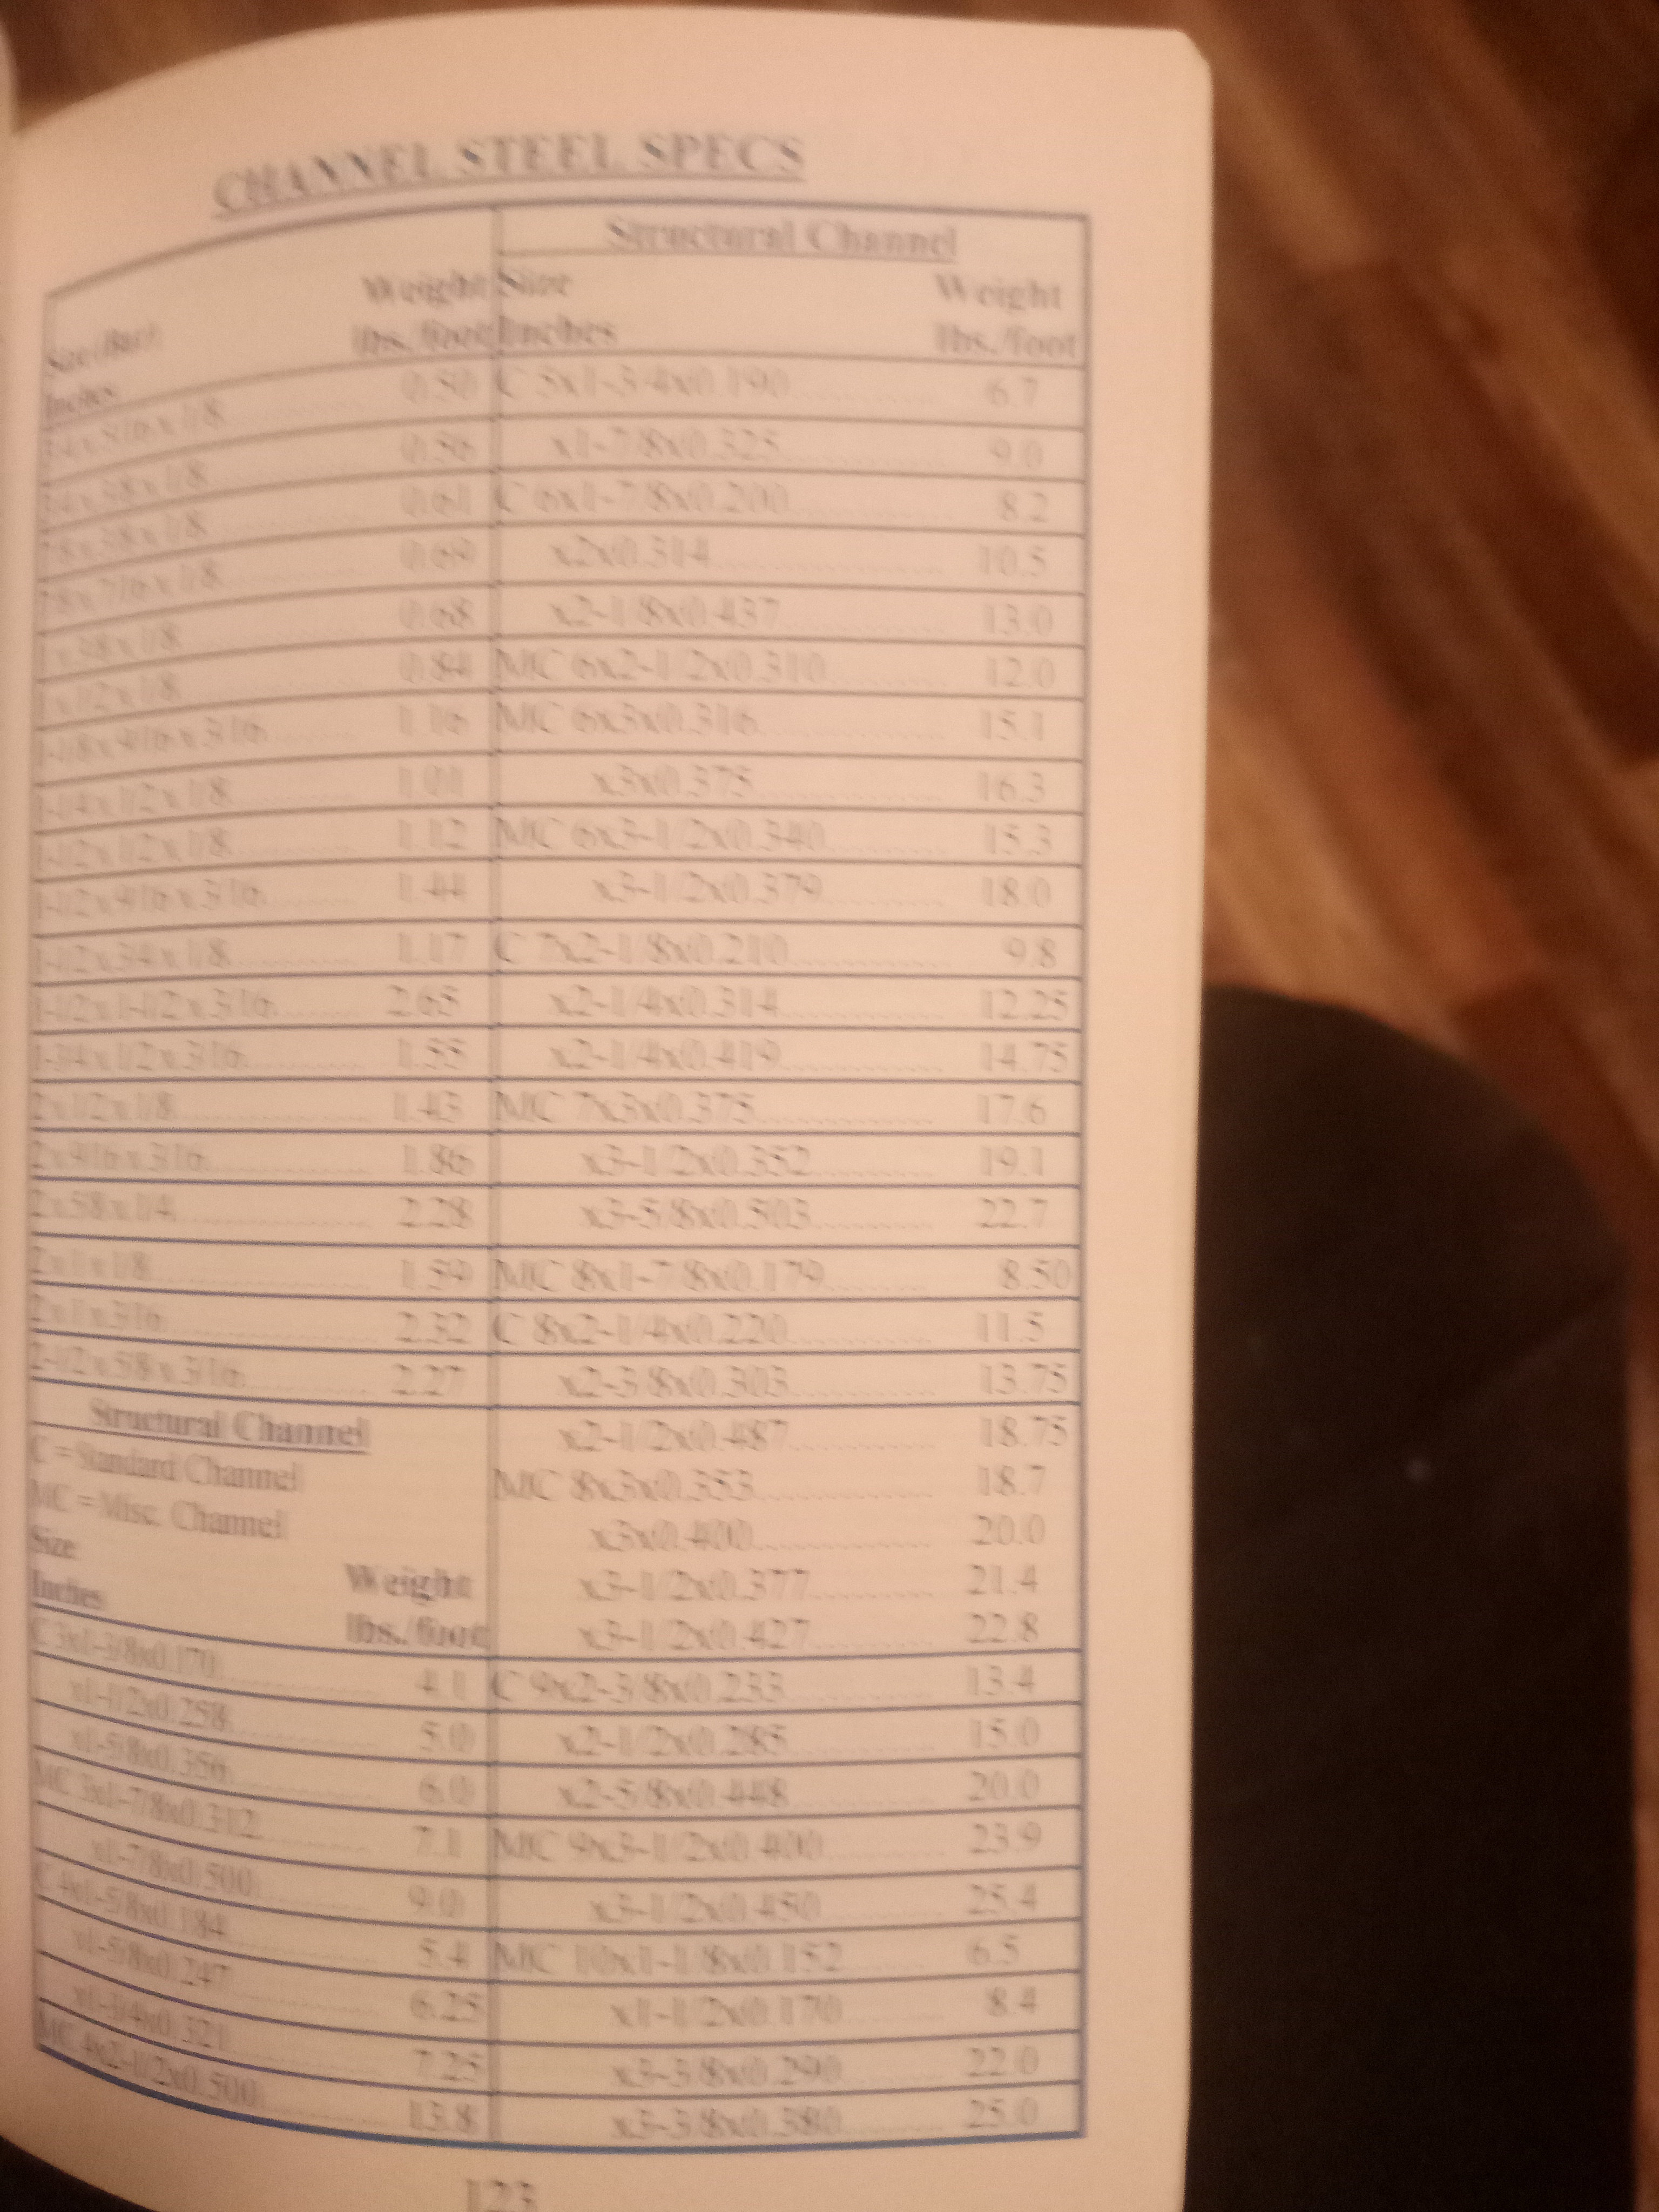 CHANNEL STEEL SPECS
Size (Bar) Inches Weight lbs./foot
3/4 x 5/16 x 1/8 0.50
3/4 x 3/8 x 1/8 0.56
7/8 x 3/8 x 1/8 0.61
7/8 x 7/16 x 1/8 0.69
1 x 3/8 x 1/8 0.68
1 x 1/2 x 1/8 0.84
1-1/8 x 9/16 x 3/16 1.16
1-1/4 x 1/2 x 1/8 1.01
1-1/2 x 1/2 x 1/8 1.12
1-1/2 x 9/16 x 3/16 1.44
1-1/2 x 3/4 x 1/8 1.17
1-1/2 x 1-1/2 x 3/16 2.65
1-3/4 x 1/2 x 3/16 1.55
2 x 1/2 x 1/8 1.43
2 x 9/16 x 3/16 1.86
2 x 5/8 x 1/4 2.28
2 x 1 x 1/8 1.59
2 x 1 x 3/16 2.32
2-1/2 x 5/8 x 3/16 2.27
Structural Channel
C = Standard Channel
MC = Misc. Channel
Size Inches Weight lbs./foot
C 3x1-3/8x0.170 4.1
x1-1/2x0.258 5.0
x1-5/8x0.356 6.0
MC 3x1-7/8x0.312 7.1
x1-7/8x0.500 9.0
C 4x1-5/8x0.184 5.4
x1-5/8x0.247 6.25
x1-3/4x0.321 7.25
MC 4x2-1/2x0.500 13.8
Structural Channel
Size Inches Weight lbs./foot
C 5x1-3/4x0.190 6.7
x1-7/8x0.325 9.0
C 6x1-7/8x0.200 8.2
x2x0.314 10.5
x2-1/8x0.437 13.0
MC 6x2-1/2x0.310 12.0
MC 6x3x0.316 15.1
x3x0.375 16.3
MC 6x3-1/2x0.340 15.3
x3-1/2x0.379 18.0
C 7x2-1/8x0.210 9.8
x2-1/4x0.314 12.25
x2-1/4x0.419 14.75
MC 7x3x0.375 17.6
x3-1/2x0.352 19.1
x3-5/8x0.503 22.7
MC 8x1-7/8x0.179 8.50
C 8x2-1/4x0.220 11.5
x2-3/8x0.303 13.75
x2-1/2x0.487 18.75
MC 8x3x0.353 18.7
x3x0.400 20.0
x3-1/2x0.377 21.4
x3-1/2x0.427 22.8
C 9x2-3/8x0.233 13.4
x2-1/2x0.285 15.0
x2-5/8x0.448 20.0
MC 9x3-1/2x0.400 23.9
x3-1/2x0.450 25.4
MC 10x1-1/8x0.152 6.5
x1-1/2x0.170 8.4
x3-3/8x0.290 22.0
x3-3/8x0.380 25.0
123